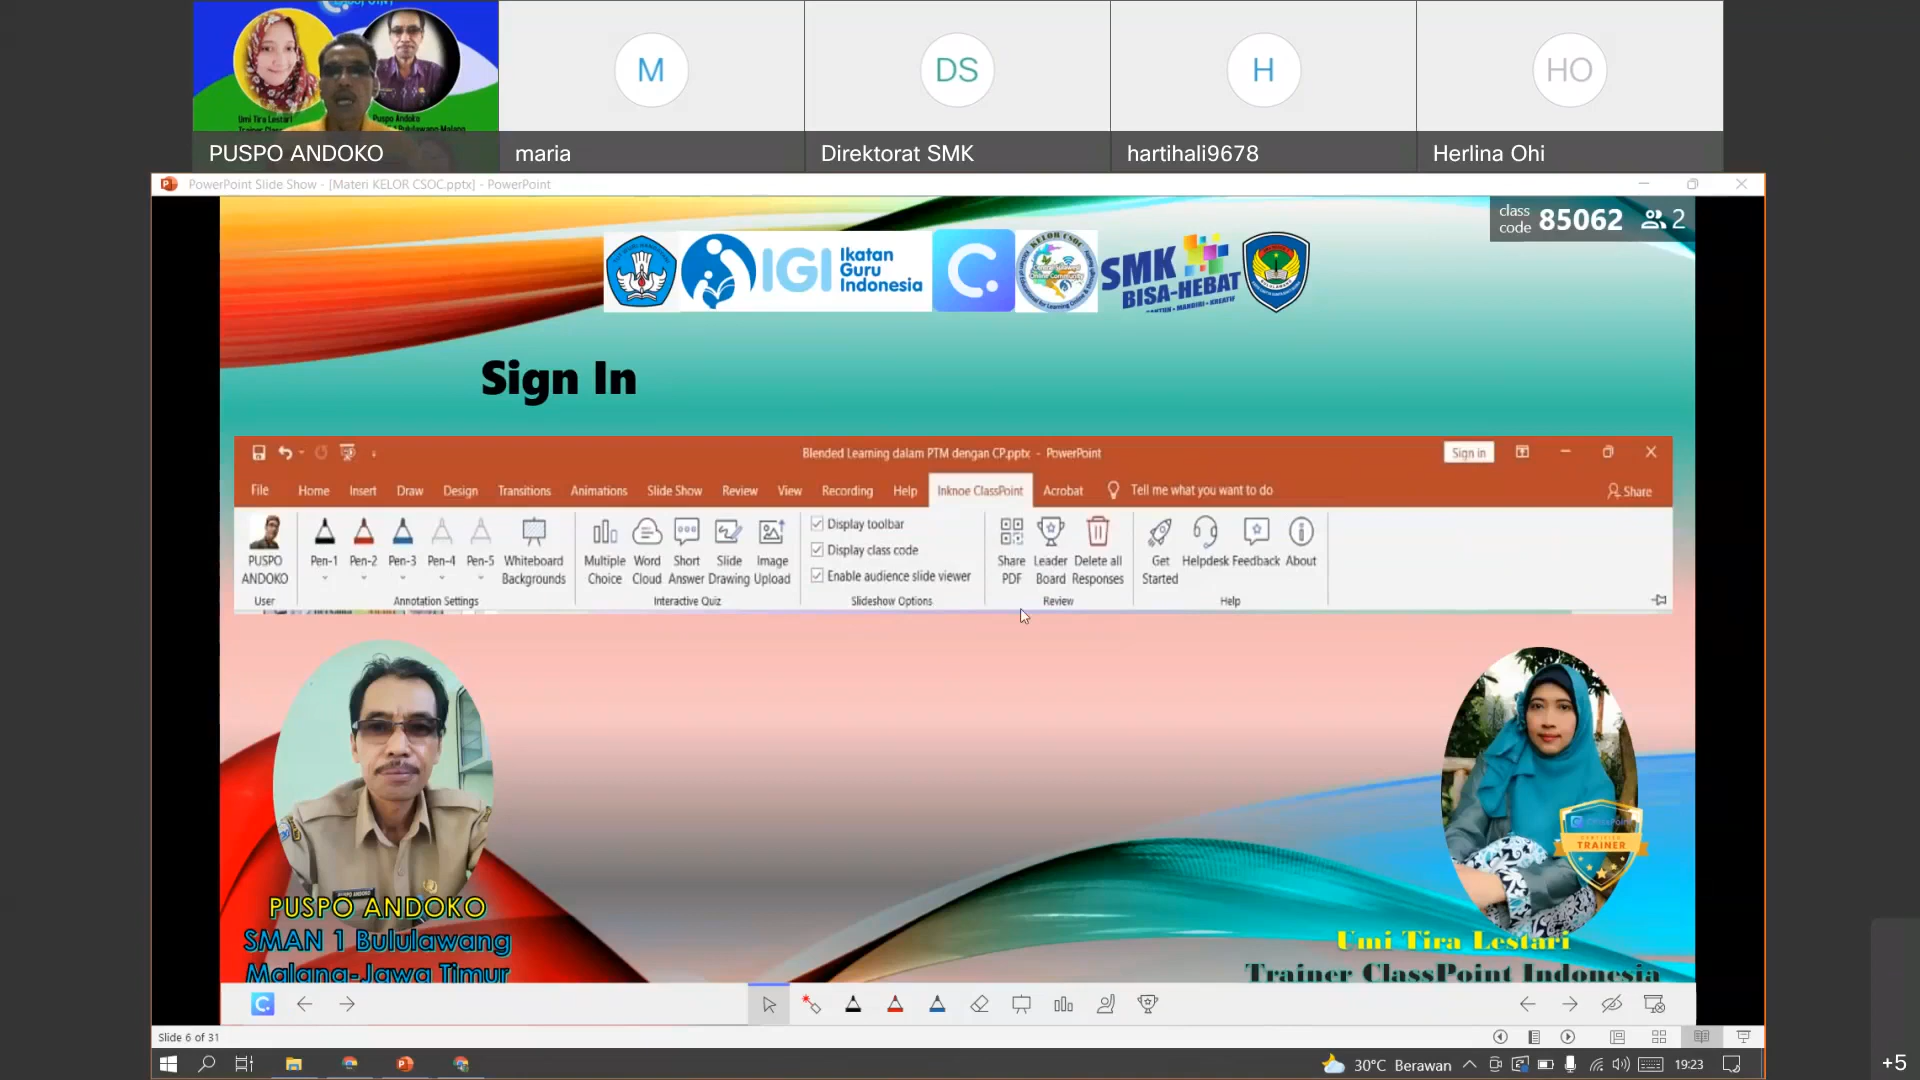 Umi Tira Lestari
Puspo Andoko
PUSPO ANDOKO
M
maria
DS
Direktorat SMK
H
hartihali9678
HO
Herlina Ohi
PowerPoint Slide Show - [Materi KELOR CSOC.pptx] - PowerPoint
class code 85062 2
IGI Ikatan Guru Indonesia
C.
KELOR CSOC
SMK BISA-HEBAT
Sign In
Blended Learning dalam PTM dengan CP.pptx - PowerPoint
Sign in
File Home Insert Draw Design Transitions Animations Slide Show Review View Recording Help Inknoe ClassPoint Acrobat Tell me what you want to do Share
PUSPO ANDOKO
Pen-1 Pen-2 Pen-3 Pen-4 Pen-5 Whiteboard Backgrounds
Multiple Choice
Word Cloud
Short Answer
Slide Drawing
Image Upload
Display toolbar
Display class code
Enable audience slide viewer
Share PDF
Leader Board
Delete all Responses
Get Started
Helpdesk Feedback About
User Annotation Settings Interactive Quiz Slideshow Options Review Help
TRAINER
PUSPO ANDOKO
SMAN 1 Bululawang
Malang-Jawa Timur
Umi Tira Lestari
Trainer ClassPoint Indonesia
C.
Slide 6 of 31
30°C Berawan
19:23
+5